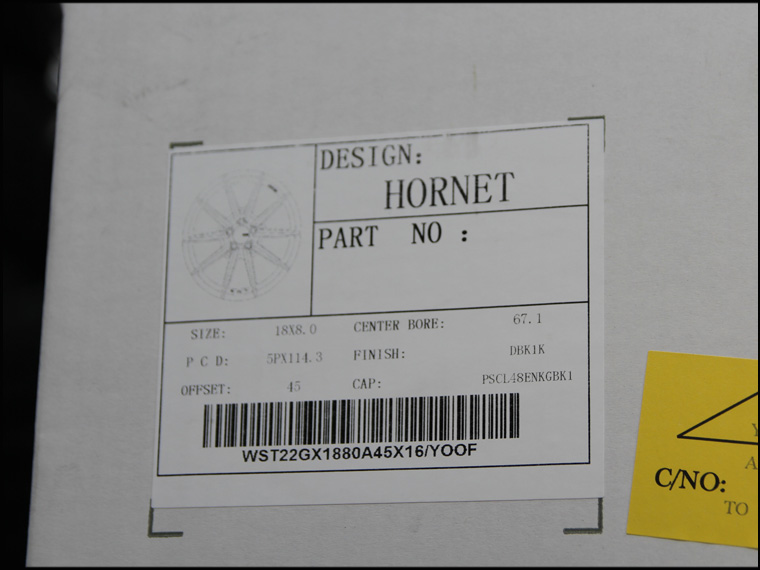 DESIGN:
HORNET
PART NO :
SIZE: 18X8.0 CENTER BORE: 67.1
P C D: 5PX114.3 FINISH: DBK1K
OFFSET: 45 CAP: PSCL48ENKGBK1
WST22GX1880A45X16/YOOF
Y
A
C/NO:
TO